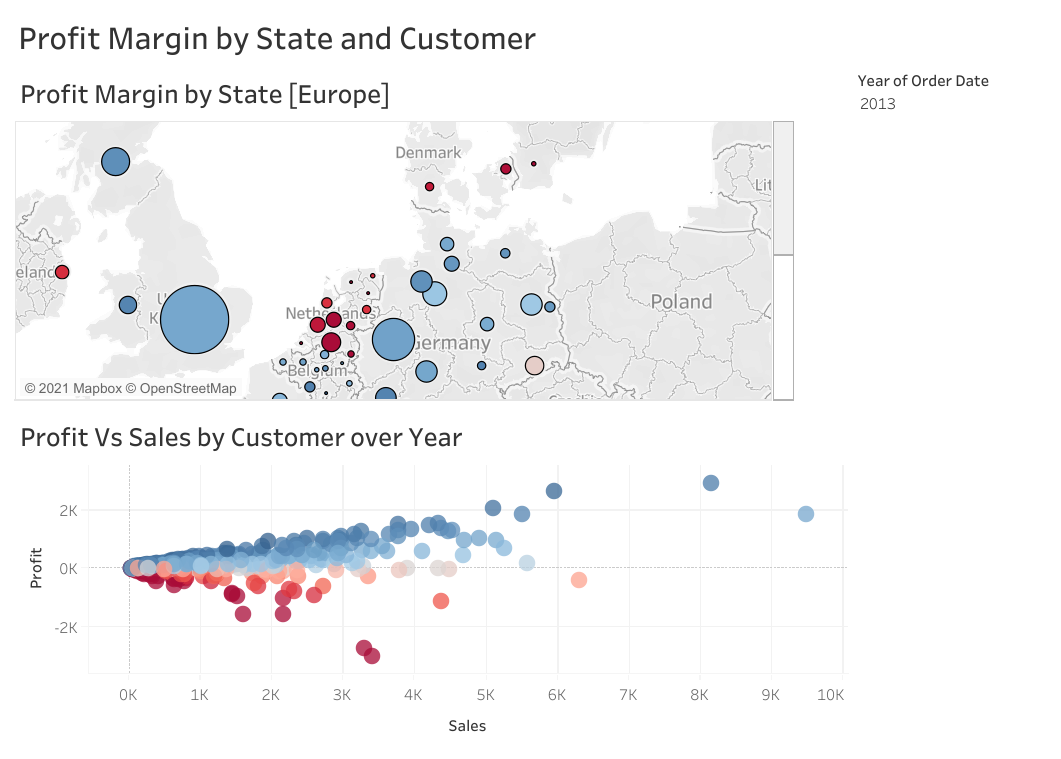 Profit Margin by State and Customer
Profit Margin by State [Europe]
Year of Order Date
2013
Denmark
Lit
eland
U
K
Netherlands
Poland
Germany
Belgium
© 2021 Mapbox © OpenStreetMap
Profit Vs Sales by Customer over Year
Profit
2K
0K
-2K
0K 1K 2K 3K 4K 5K 6K 7K 8K 9K 10K
Sales